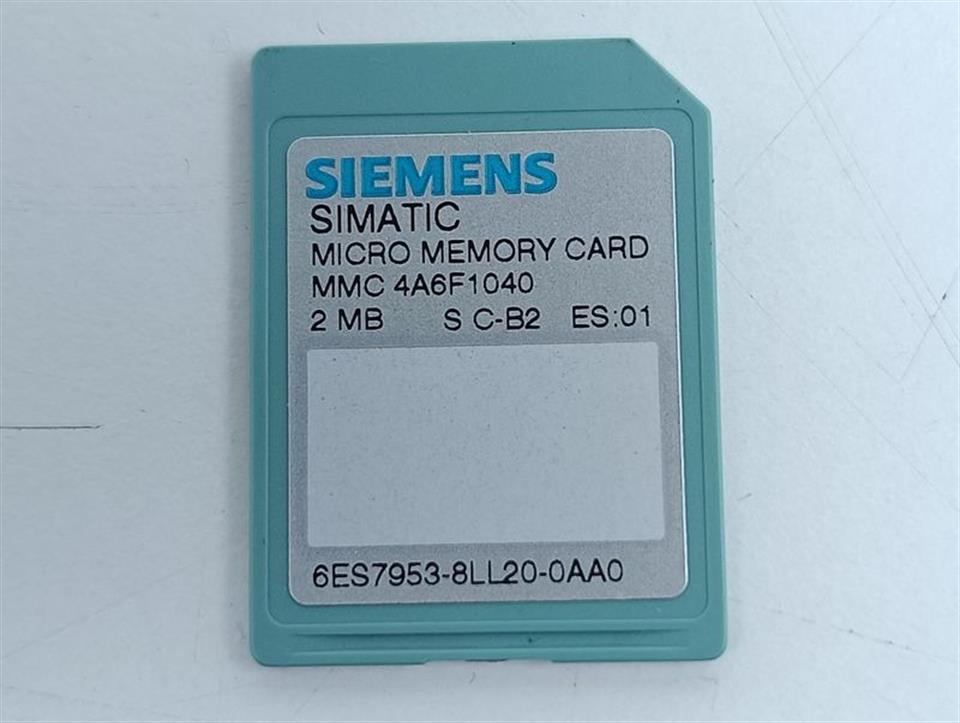 SIEMENS
SIMATIC
MICRO MEMORY CARD
MMC 4A6F1040
2 MB S C-B2 ES:01
6ES7953-8LL20-0AA0